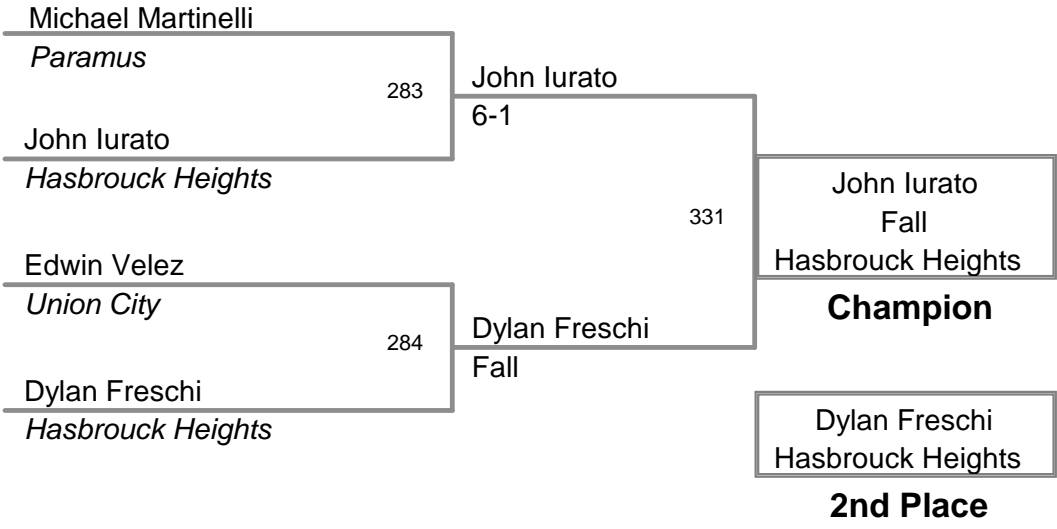 Michael Martinelli
Paramus
283
John Iurato
Hasbrouck Heights
John Iurato
6-1
Edwin Velez
Union City
284
Dylan Freschi
Hasbrouck Heights
Dylan Freschi
Fall
331
John Iurato
Fall
Hasbrouck Heights
Champion
Dylan Freschi
Hasbrouck Heights
2nd Place